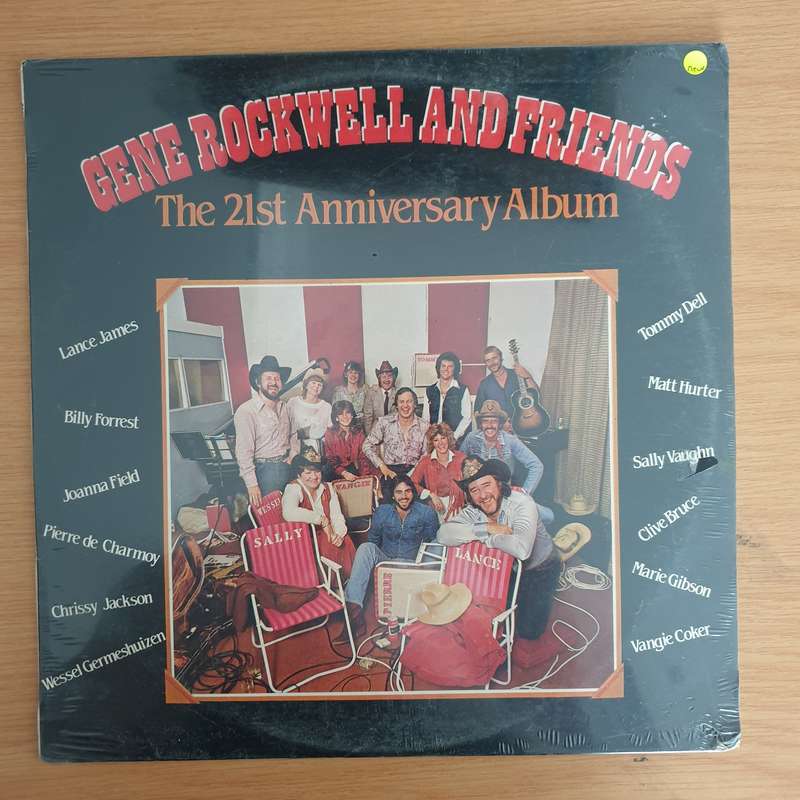 New
GENE ROCKWELL AND FRIENDS
The 21st Anniversary Album
Lance James
Billy Forrest
Joanna Field
Pierre de Charmoy
Chrissy Jackson
Wessel Germeshuizen
Tommy Dell
Matt Hurter
Sally Vaughn
Clive Bruce
Marie Gibson
Vangie Coker
TOMMY
VANGIE
WESSEL
SALLY
LANCE
PIERRE